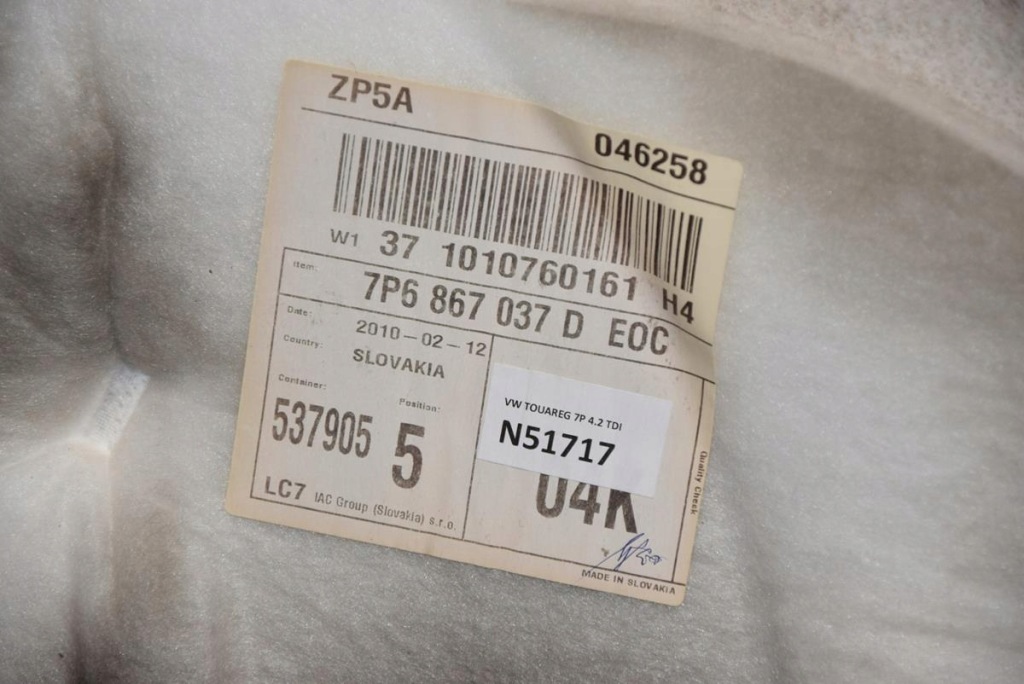 ZP5A
046258
W1 37 1010760161 H4
Item: 7P6 867 037 D EOC
Date: 2010-02-12
Country: SLOVAKIA
Container: 537905
Position: 5
VW TOUAREG 7P 4.2 TDI
N51717
04K
Quality Check
LC7 IAC Group (Slovakia) s.r.o.
MADE IN SLOVAKIA